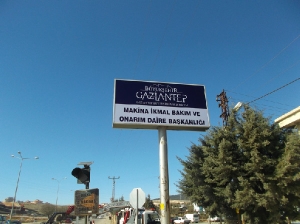 BÜYÜKŞEHİR
GAZİANTEP
MAKİNA İKMAL BAKIM VE
ONARIM DAİRE BAŞKANLIĞI